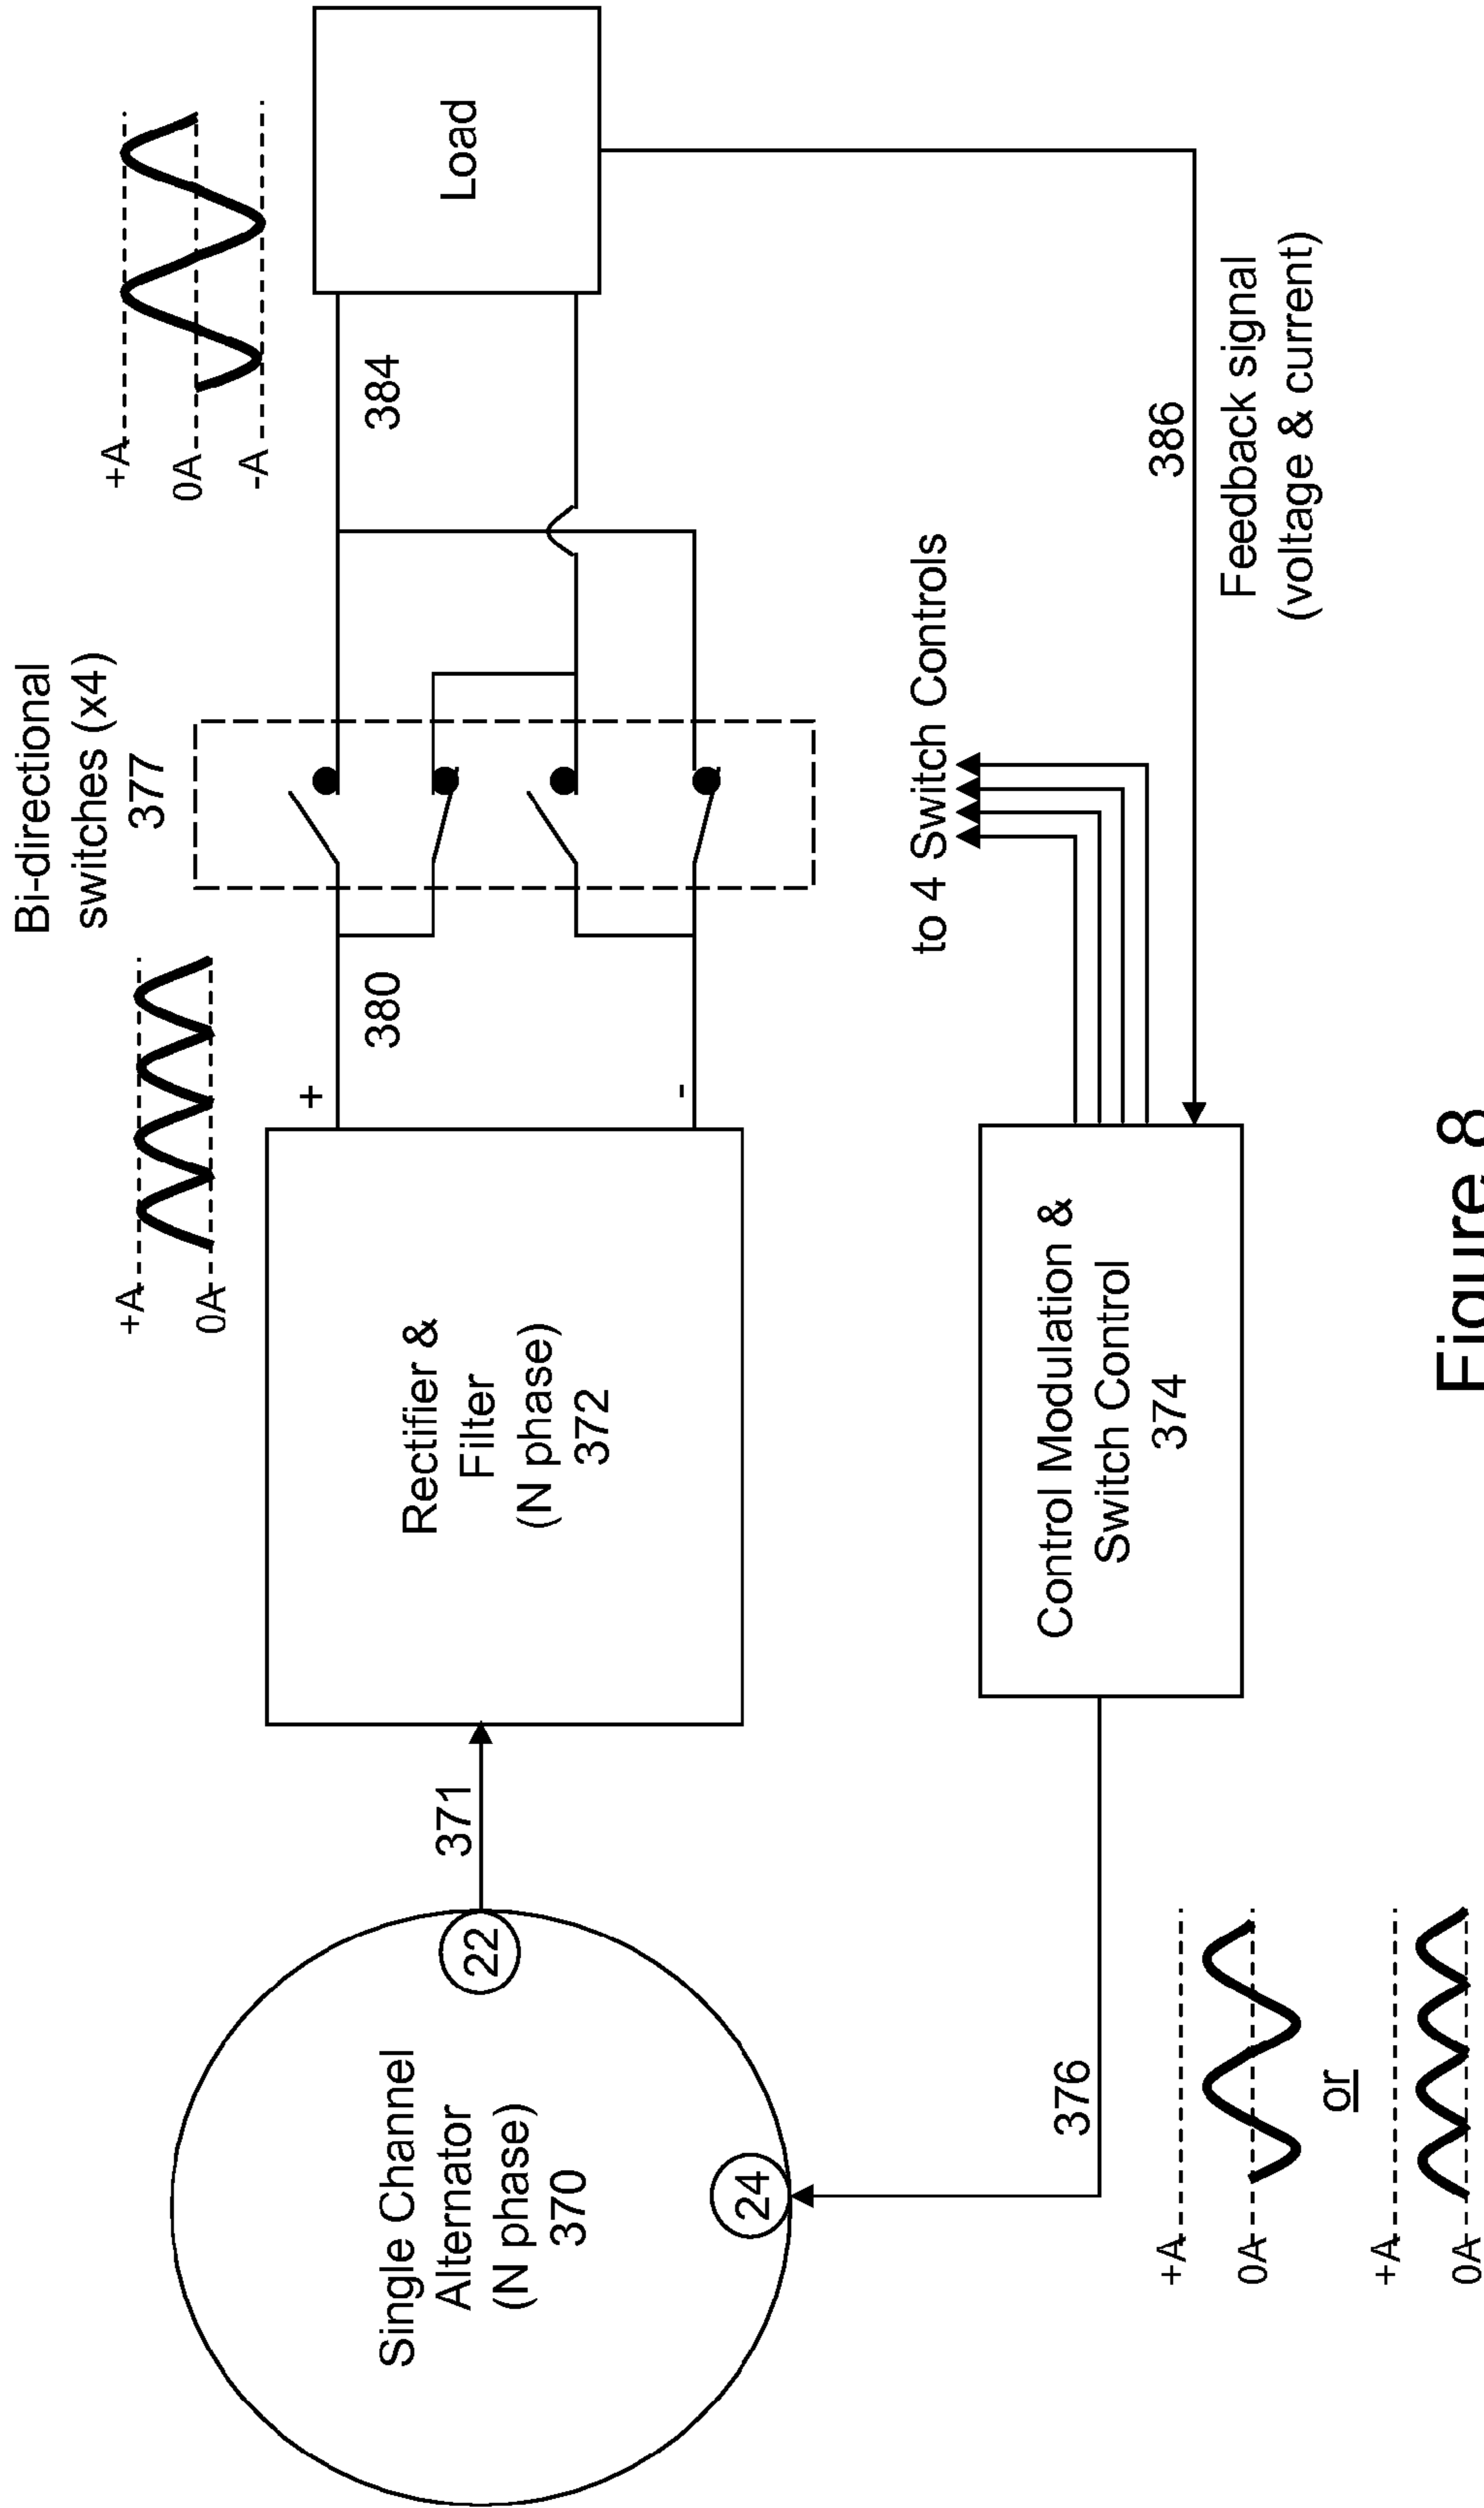 Bi-directional
switches (x4)
377
+A
0A
+A
0A
-A
Single Channel
Alternator
(N phase)
370
22
24
371
Rectifier &
Filter
(N phase)
372
+
-
380
384
Load
to 4 Switch Controls
376
Control Modulation &
Switch Control
374
386
Feedback signal
(voltage & current)
+A
0A
or
+A
0A
Figure 8